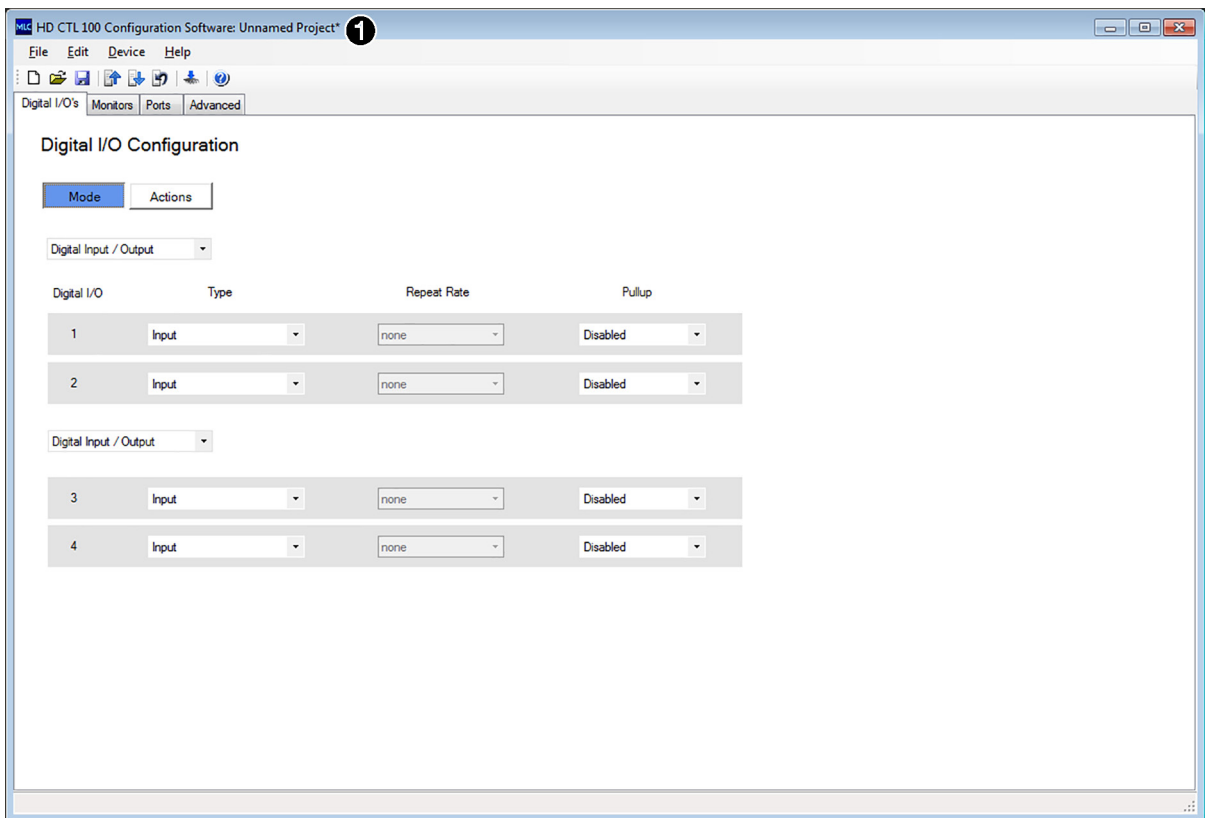 MLC HD CTL 100 Configuration Software: Unnamed Project* 1
File Edit Device Help
Digital I/O's Monitors Ports Advanced
Digital I/O Configuration
Mode Actions
Digital Input / Output
Digital I/O Type Repeat Rate Pullup
1 Input none Disabled
2 Input none Disabled
Digital Input / Output
3 Input none Disabled
4 Input none Disabled